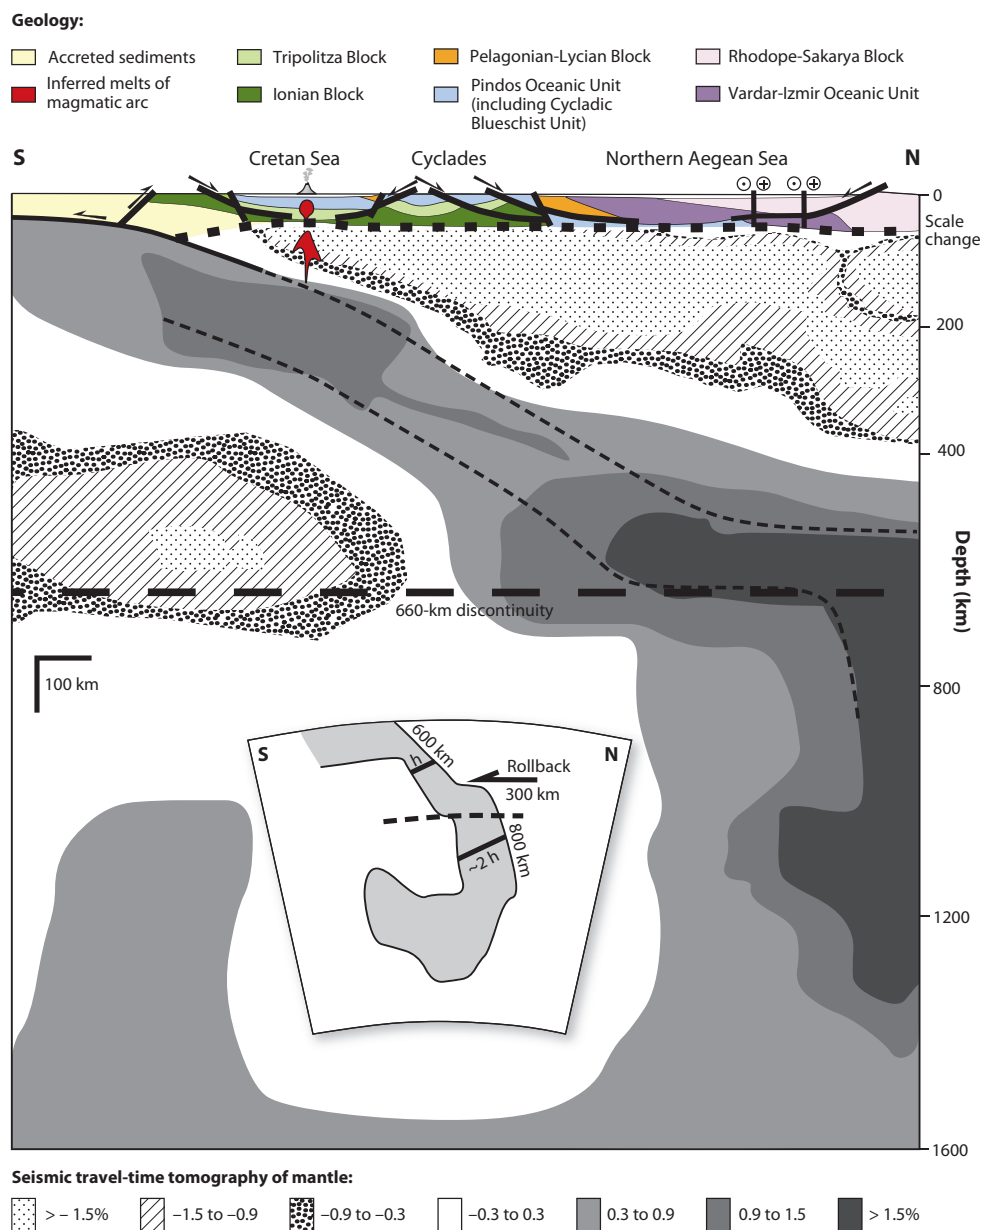 Geology:
Accreted sediments
Tripolitza Block
Pelagonian-Lycian Block
Rhodope-Sakarya Block
Inferred melts of
magmatic arc
Ionian Block
Pindos Oceanic Unit
(including Cycladic
Blueschist Unit)
Vardar-Izmir Oceanic Unit
S
Cretan Sea
Cyclades
Northern Aegean Sea
N
0
Scale
change
200
400
Depth (km)
660-km discontinuity
800
100 km
S
600 km
N
h
Rollback
300 km
800 km
~2 h
1200
1600
Seismic travel-time tomography of mantle:
> – 1.5%
–1.5 to –0.9
–0.9 to –0.3
–0.3 to 0.3
0.3 to 0.9
0.9 to 1.5
> 1.5%